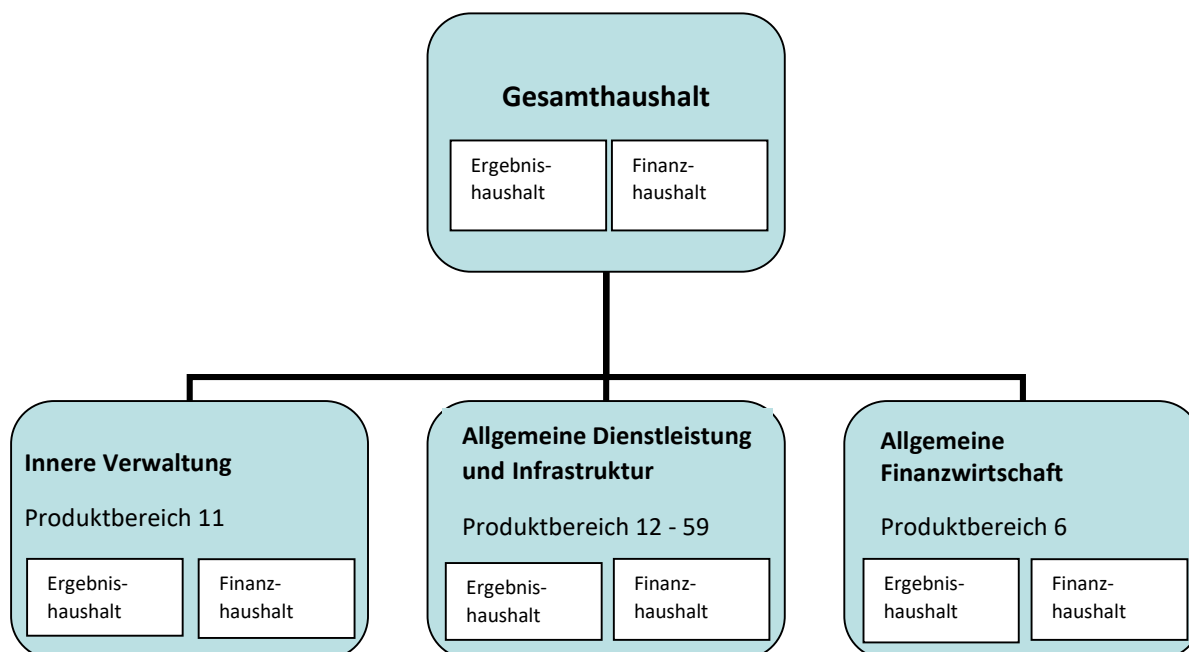 Gesamthaushalt
Ergebnis-
haushalt
Finanz-
haushalt
Innere Verwaltung
Produktbereich 11
Ergebnis-
haushalt
Finanz-
haushalt
Allgemeine Dienstleistung
und Infrastruktur
Produktbereich 12 - 59
Ergebnis-
haushalt
Finanz-
haushalt
Allgemeine
Finanzwirtschaft
Produktbereich 6
Ergebnis-
haushalt
Finanz-
haushalt